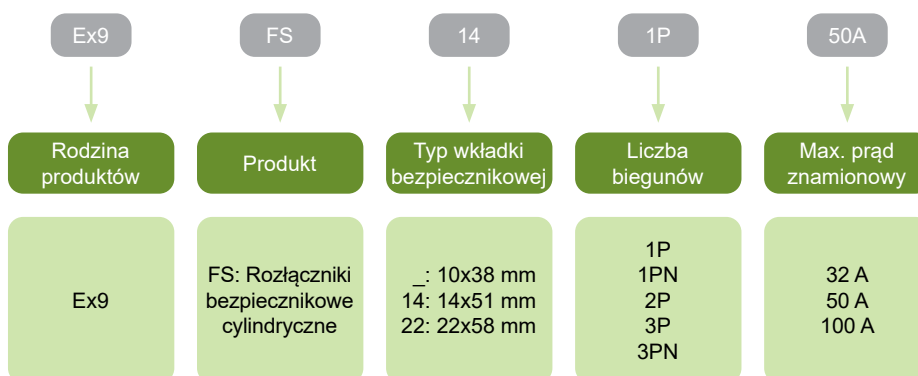 Ex9
FS
14
1P
50A
Rodzina
produktów
Produkt
Typ wkładki
bezpiecznikowej
Liczba
biegunów
Max. prąd
znamionowy
Ex9
FS: Rozłączniki
bezpiecznikowe
cylindryczne
_: 10x38 mm
14: 14x51 mm
22: 22x58 mm
1P
1PN
2P
3P
3PN
32 A
50 A
100 A